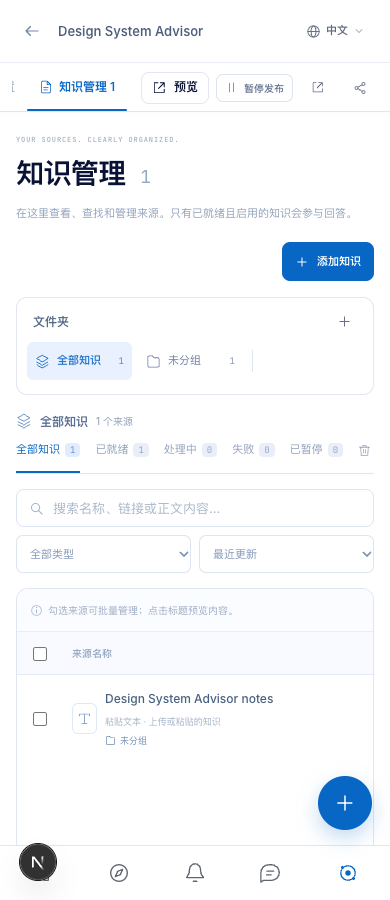 Design System Advisor
中文
知识管理 1
预览
暂停发布
YOUR SOURCES. CLEARLY ORGANIZED.
知识管理 1
在这里查看、查找和管理来源。只有已就绪且启用的知识会参与回答。
添加知识
文件夹
全部知识 1
未分组 1
全部知识 1 个来源
全部知识 1 已就绪 1 处理中 0 失败 0 已暂停 0
搜索名称、链接或正文内容...
全部类型
最近更新
勾选来源可批量管理；点击标题预览内容。
来源名称
T
Design System Advisor notes
粘贴文本 · 上传或粘贴的知识
未分组
N